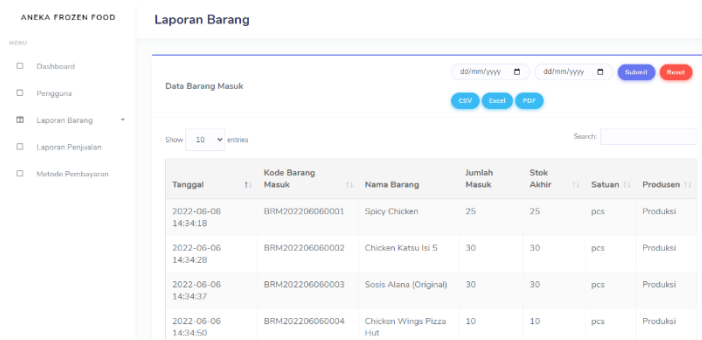 ANEKA FROZEN FOOD
Laporan Barang
MENU
Dashboard
Pengguna
Laporan Barang
Laporan Penjualan
Metode Pembayaran
Data Barang Masuk
dd/mm/yyyy dd/mm/yyyy Submit Reset
CSV Excel PDF
Show 10 entries
Search:
Tanggal Kode Barang Masuk Nama Barang Jumlah Masuk Stok Akhir Satuan Produsen
2022-06-06 14:34:18 BRM202206060001 Spicy Chicken 25 25 pcs Produksi
2022-06-06 14:34:28 BRM202206060002 Chicken Katsu Isi 5 30 30 pcs Produksi
2022-06-06 14:34:37 BRM202206060003 Sosis Alana (Original) 30 30 pcs Produksi
2022-06-06 14:34:50 BRM202206060004 Chicken Wings Pizza Hut 10 10 pcs Produksi